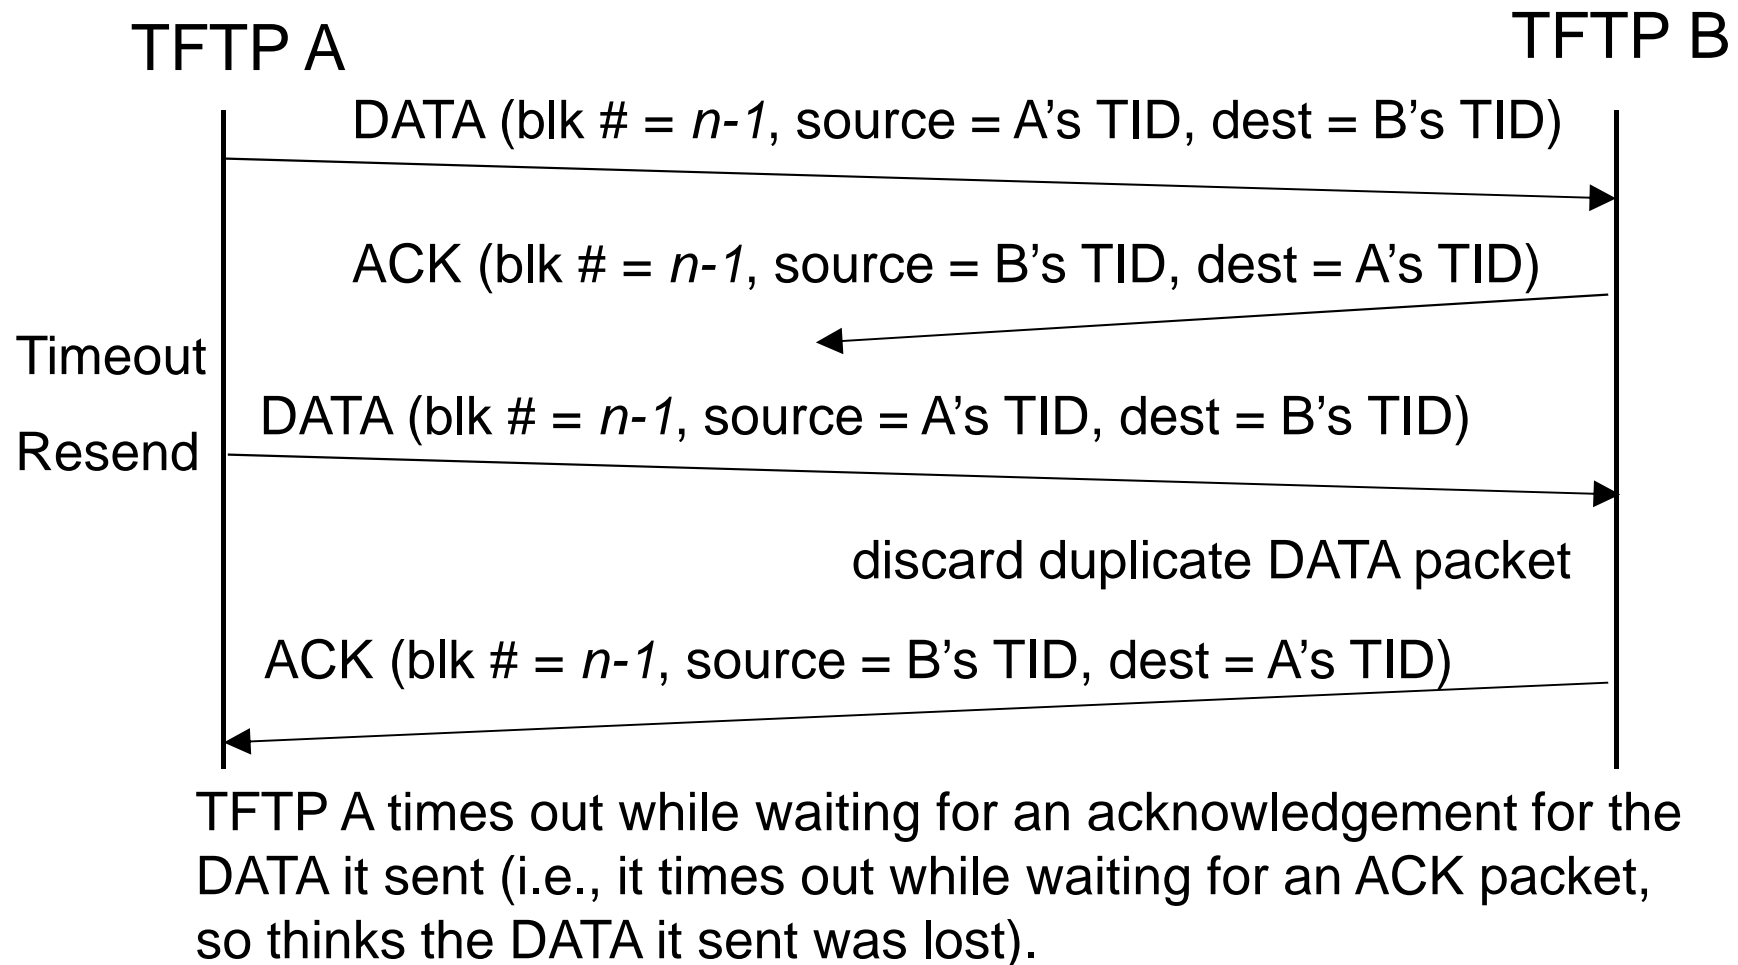 TFTP A
TFTP B
DATA (blk # = n-1, source = A’s TID, dest = B’s TID)
ACK (blk # = n-1, source = B’s TID, dest = A’s TID)
Timeout
DATA (blk # = n-1, source = A’s TID, dest = B’s TID)
Resend
discard duplicate DATA packet
ACK (blk # = n-1, source = B’s TID, dest = A’s TID)
TFTP A times out while waiting for an acknowledgement for the
DATA it sent (i.e., it times out while waiting for an ACK packet,
so thinks the DATA it sent was lost).